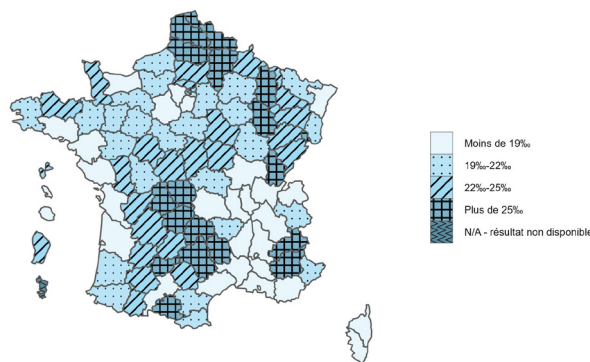 Moins de 19‰
19‰-22‰
22‰-25‰
Plus de 25‰
N/A - résultat non disponible